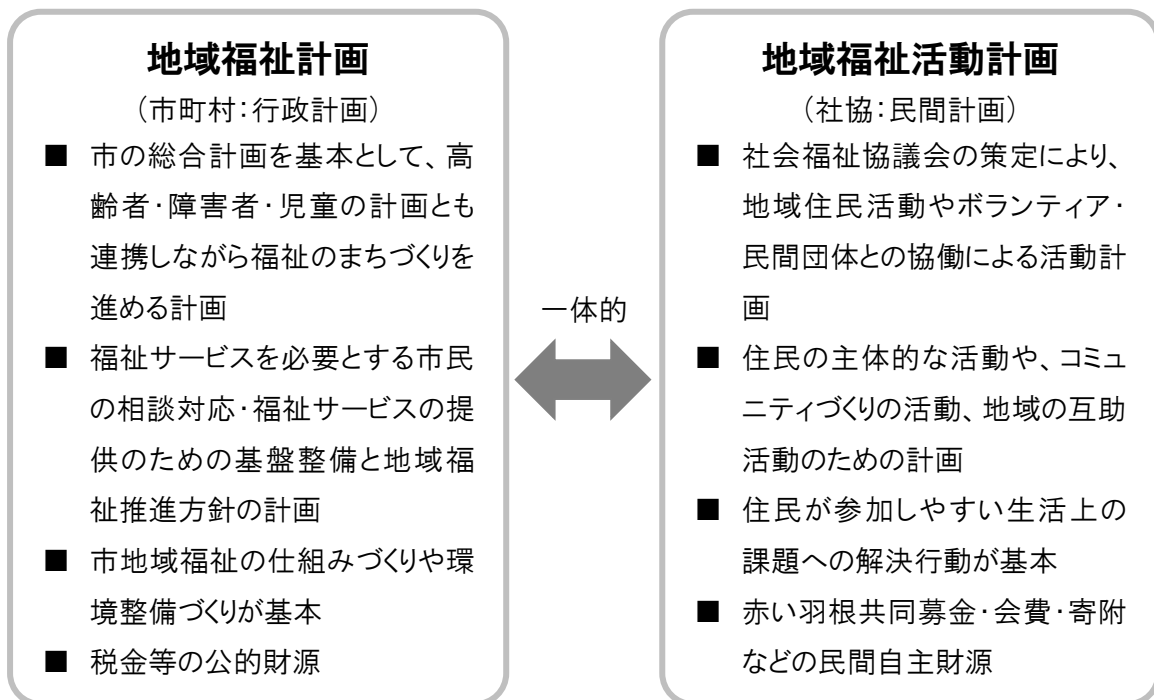 地域福祉計画
（市町村：行政計画）
■ 市の総合計画を基本として、高
齢者・障害者・児童の計画とも
連携しながら福祉のまちづくりを
進める計画
■ 福祉サービスを必要とする市民
の相談対応・福祉サービスの提
供のための基盤整備と地域福
祉推進方針の計画
■ 市地域福祉の仕組みづくりや環
境整備づくりが基本
■ 税金等の公的財源
一体的
地域福祉活動計画
（社協：民間計画）
■ 社会福祉協議会の策定により、
地域住民活動やボランティア・
民間団体との協働による活動計
画
■ 住民の主体的な活動や、コミュ
ニティづくりの活動、地域の互助
活動のための計画
■ 住民が参加しやすい生活上の
課題への解決行動が基本
■ 赤い羽根共同募金・会費・寄附
などの民間自主財源